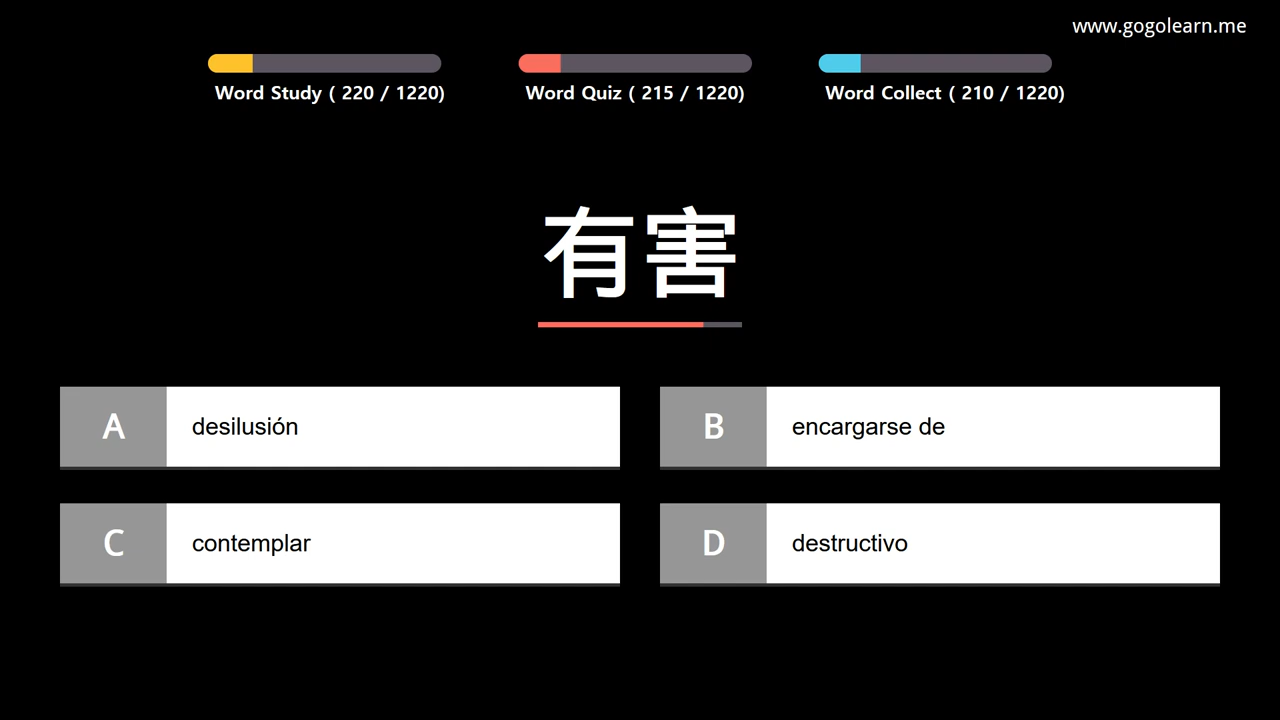 www.gogolearn.me
Word Study ( 220 / 1220)
Word Quiz ( 215 / 1220)
Word Collect ( 210 / 1220)
有害
A desilusión
B encargarse de
C contemplar
D destructivo